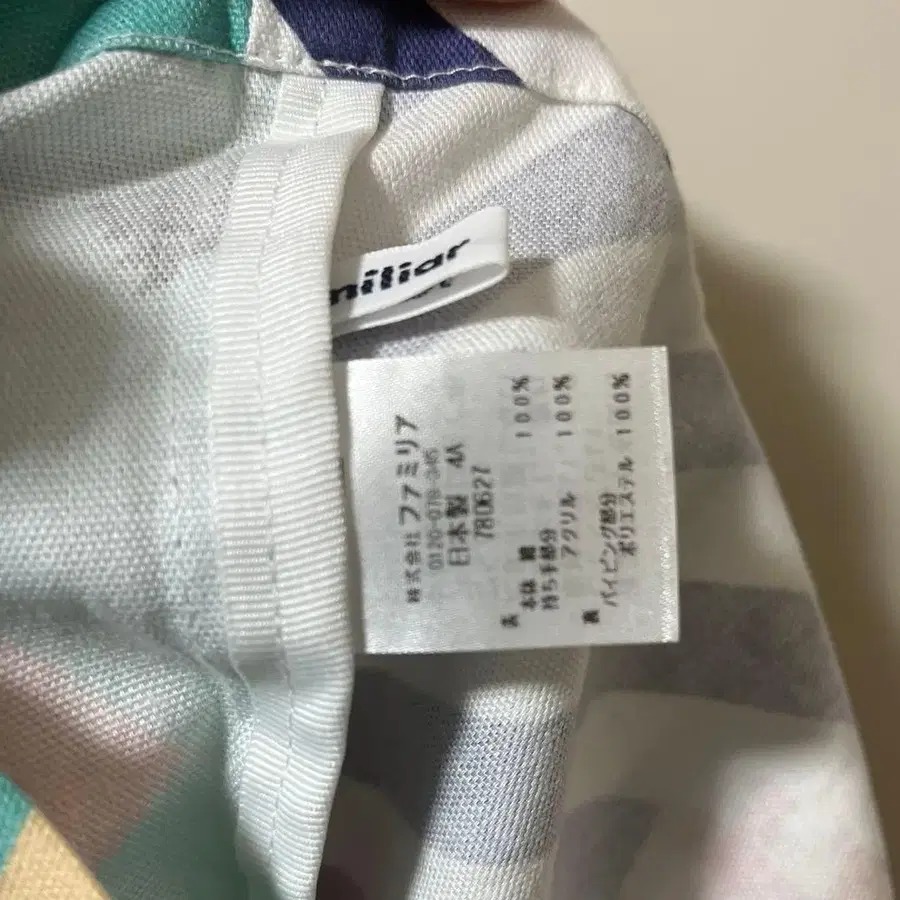 miliar
株式会社 ファミリア
0120-078-345
日本製 4A
780627
表
本体 綿 100%
持ち手部分
アクリル 100%
裏
パイピング部分
ポリエステル 100%